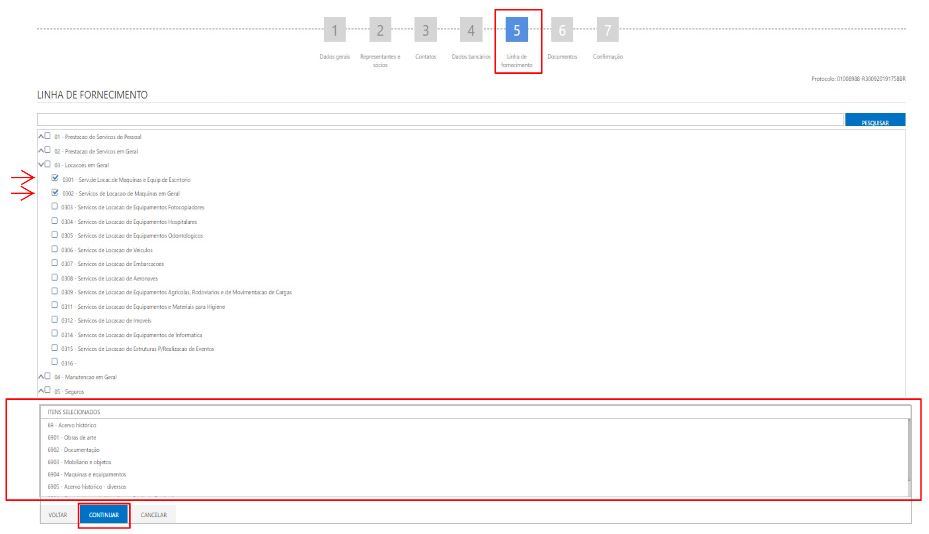 1 2 3 4 5 6 7
Dados gerais Representantes e sócios Contatos Dados bancários Linha de fornecimento Documentos Confirmação
Protocolo: 01008988-R3009201917588R
LINHA DE FORNECIMENTO
PESQUISAR
01 - Prestacao de Servicos de Pessoal
02 - Prestacao de Servicos em Geral
03 - Locacoes em Geral
0301 - Serv.de Locac.de Maquinas e Equip de Escritorio
0302 - Servicos de Locacao de Maquinas em Geral
0303 - Servicos de Locacao de Equipamentos Fotocopiadores
0304 - Servicos de Locacao de Equipamentos Hospitalares
0305 - Servicos de Locacao de Equipamentos Odontologicos
0306 - Servicos de Locacao de Veiculos
0307 - Servicos de Locacao de Embarcacoes
0308 - Servicos de Locacao de Aeronaves
0309 - Servicos de Locacao de Equipamentos Agricolas, Rodoviarios e de Movimentacao de Cargas
0311 - Servicos de Locacao de Equipamentos e Materiais para Higiene
0312 - Servicos de Locacao de Imoveis
0314 - Servicos de Locacao de Equipamentos de Informatica
0315 - Servicos de Locacao de Estruturas P/Realizacao de Eventos
0316 -
04 - Manutencao em Geral
05 - Seguros
ITENS SELECIONADOS
69 - Acervo histórico
6901 - Obras de arte
6902 - Documentação
6903 - Mobiliario e objetos
6904 - Maquinas e equipamentos
6905 - Acervo historico - diversos
VOLTAR CONTINUAR CANCELAR